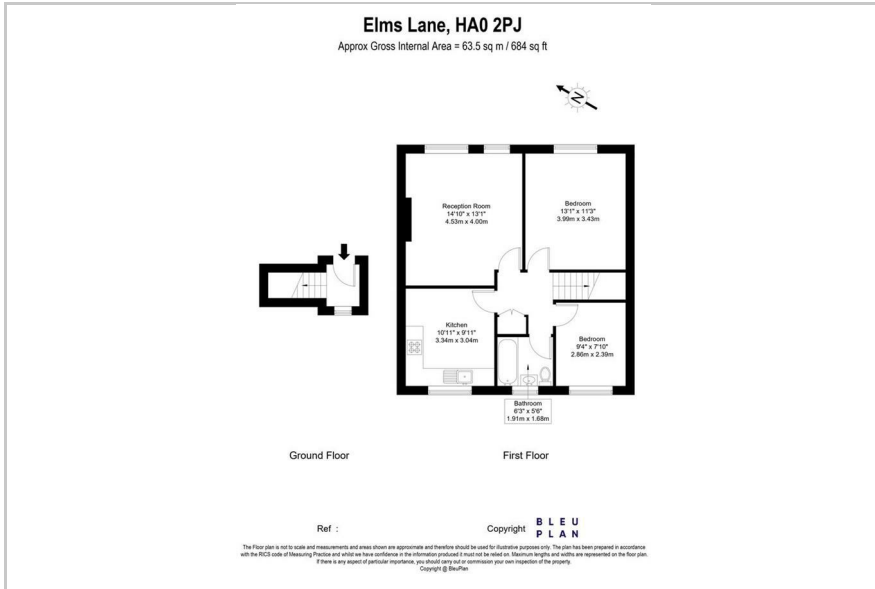 Elms Lane, HA0 2PJ
Approx Gross Internal Area = 63.5 sq m / 684 sq ft
N
Reception Room
14'10" x 13'1"
4.53m x 4.00m
Bedroom
13'1" x 11'3"
3.99m x 3.43m
Kitchen
10'11" x 9'11"
3.34m x 3.04m
Bedroom
9'4" x 7'10"
2.86m x 2.39m
Bathroom
6'3" x 5'6"
1.91m x 1.68m
Ground Floor
First Floor
Ref :
Copyright
BLEU
PLAN
The Floor plan is not to scale and measurements and areas shown are approximate and therefore should be used for illustrative purposes only. The plan has been prepared in accordance
with the RICS code of Measuring Practice and whilst we have confidence in the information produced it must not be relied on. Maximum lengths and widths are represented on the floor plan.
If there is any aspect of particular importance, you should carry out or commission your own inspection of the property.
Copyright @ BleuPlan